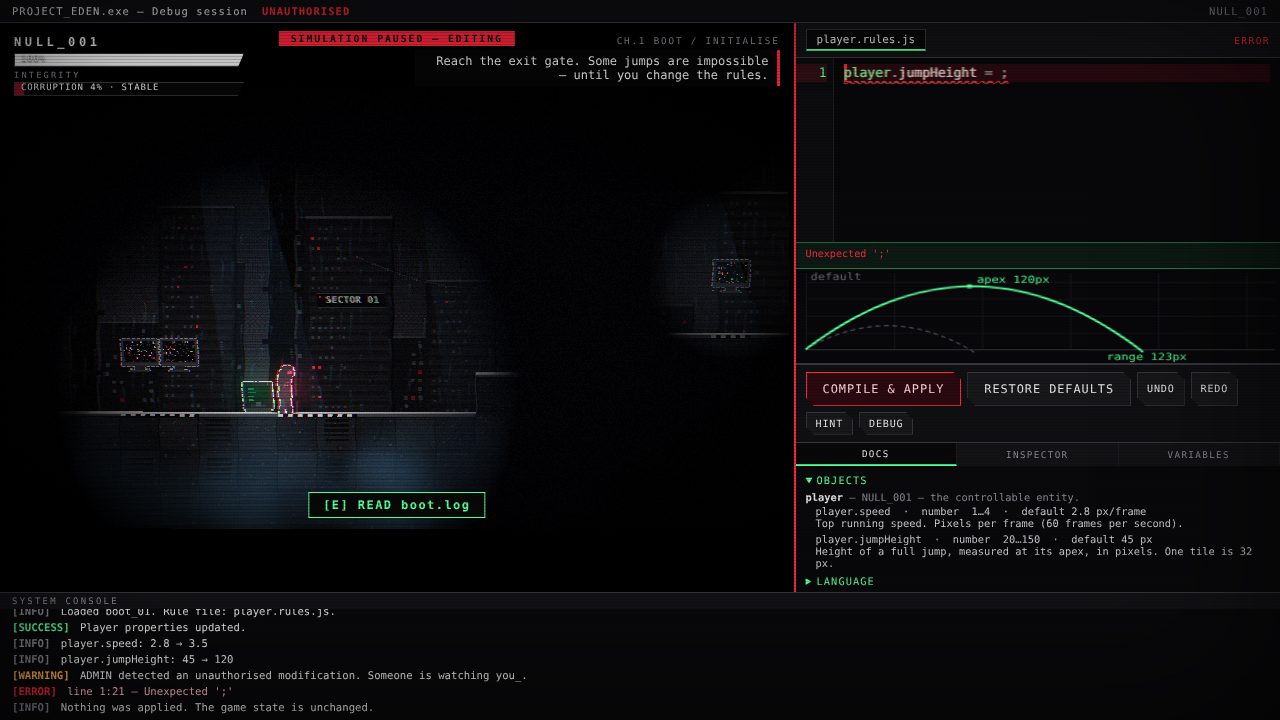 PROJECT_EDEN.exe — Debug session UNAUTHORISED
NULL_001
NULL_001
SIMULATION PAUSED — EDITING
CH.1 BOOT / INITIALISE
100%
INTEGRITY
CORRUPTION 4% · STABLE
Reach the exit gate. Some jumps are impossible
— until you change the rules.
SECTOR 01
[E] READ boot.log
player.rules.js
ERROR
1 player.jumpHeight = ;
Unexpected ';'
default
apex 120px
range 123px
COMPILE & APPLY
RESTORE DEFAULTS
UNDO
REDO
HINT
DEBUG
DOCS
INSPECTOR
VARIABLES
▼ OBJECTS
player — NULL_001 — the controllable entity.
player.speed · number 1…4 · default 2.8 px/frame
Top running speed. Pixels per frame (60 frames per second).
player.jumpHeight · number 20…150 · default 45 px
Height of a full jump, measured at its apex, in pixels. One tile is 32
px.
▶ LANGUAGE
SYSTEM CONSOLE
[INFO] Loaded boot_01. Rule file: player.rules.js.
[SUCCESS] Player properties updated.
[INFO] player.speed: 2.8 → 3.5
[INFO] player.jumpHeight: 45 → 120
[WARNING] ADMIN detected an unauthorised modification. Someone is watching you_.
[ERROR] line 1:21 — Unexpected ';'
[INFO] Nothing was applied. The game state is unchanged.